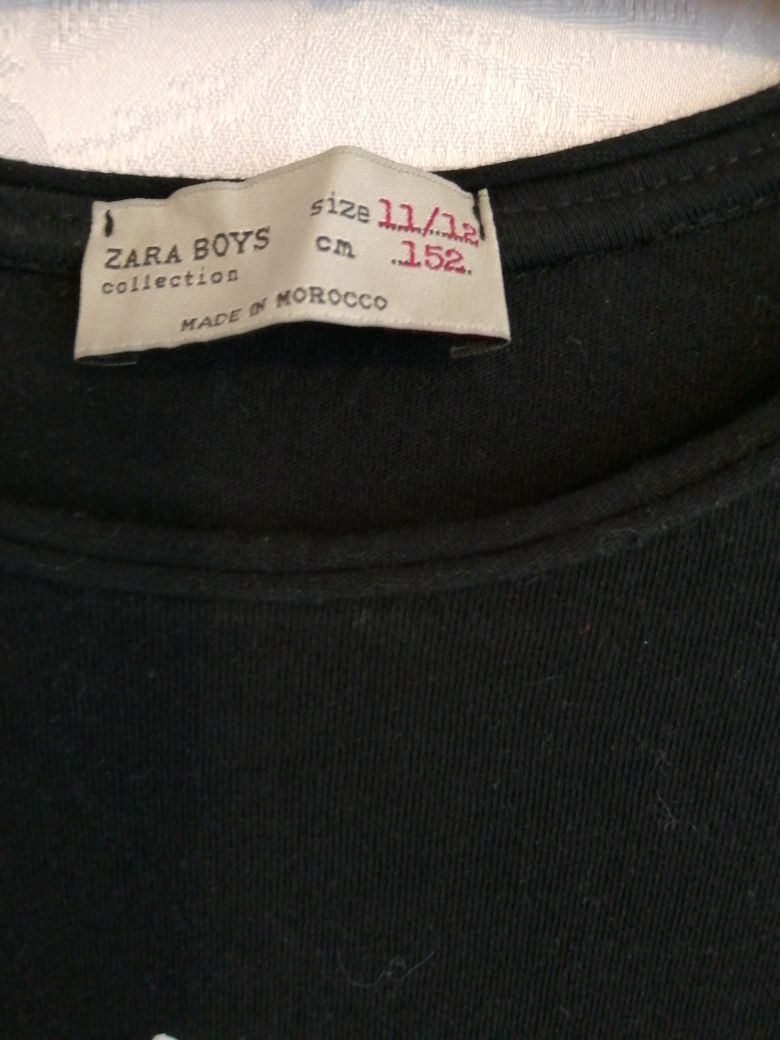 ZARA BOYS
collection
size 11/12
cm 152
MADE IN MOROCCO